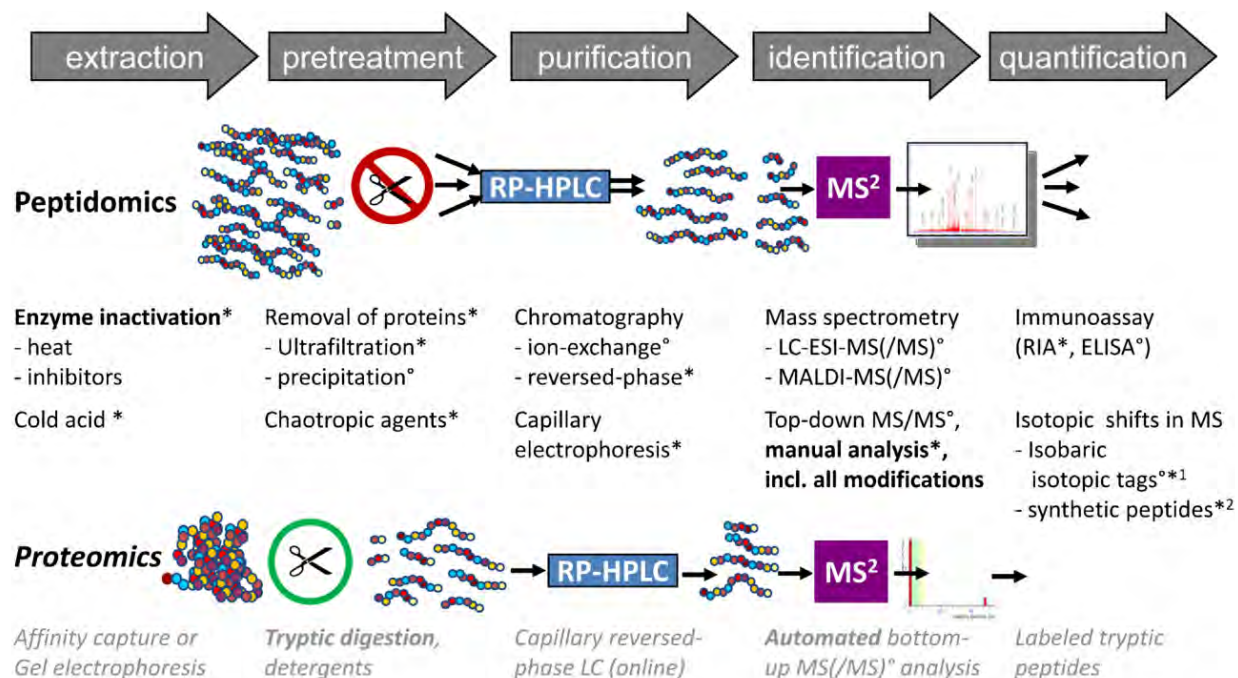 extraction
pretreatment
purification
identification
quantification
Peptidomics
RP-HPLC
MS²
Enzyme inactivation*
- heat
- inhibitors
Cold acid *
Removal of proteins*
- Ultrafiltration*
- precipitation°
Chaotropic agents*
Chromatography
- ion-exchange°
- reversed-phase*
Capillary
electrophoresis*
Mass spectrometry
- LC-ESI-MS(/MS)°
- MALDI-MS(/MS)°
Top-down MS/MS°,
manual analysis*,
incl. all modifications
Immunoassay
(RIA*, ELISA°)
Isotopic shifts in MS
- Isobaric
isotopic tags°*¹
- synthetic peptides*²
Proteomics
RP-HPLC
MS²
Affinity capture or
Gel electrophoresis
Tryptic digestion,
detergents
Capillary reversed-
phase LC (online)
Automated bottom-
up MS(/MS)° analysis
Labeled tryptic
peptides